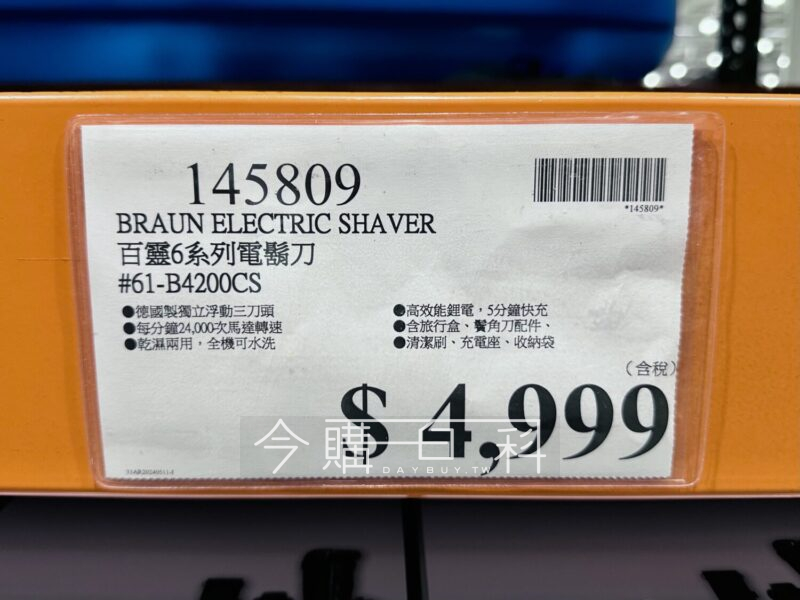 145809
*145809*
BRAUN ELECTRIC SHAVER
百靈6系列電鬍刀
#61-B4200CS
●德國製獨立浮動三刀頭
●每分鐘24,000次馬達轉速
●乾濕兩用，全機可水洗
●高效能鋰電，5分鐘快充
●含旅行盒、鬢角刀配件、
●清潔刷、充電座、收納袋
（含稅）
$ 4,999
今購百科
DAYBUY.TW